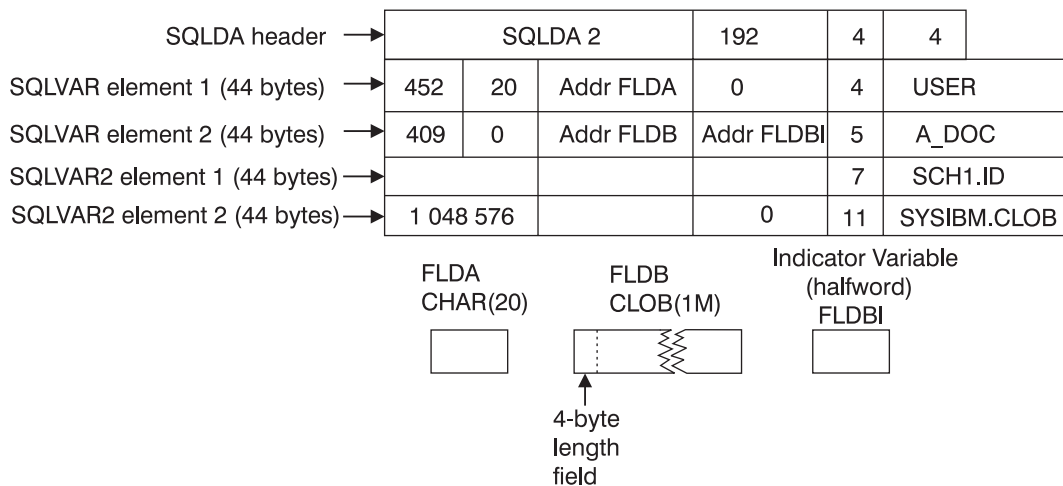 SQLDA header SQLDA 2 192 4 4
SQLVAR element 1 (44 bytes) 452 20 Addr FLDA 0 4 USER
SQLVAR element 2 (44 bytes) 409 0 Addr FLDB Addr FLDBI 5 A_DOC
SQLVAR2 element 1 (44 bytes) 7 SCH1.ID
SQLVAR2 element 2 (44 bytes) 1 048 576 0 11 SYSIBM.CLOB
FLDA
CHAR(20)
FLDB
CLOB(1M)
Indicator Variable
(halfword)
FLDBI
4-byte
length
field